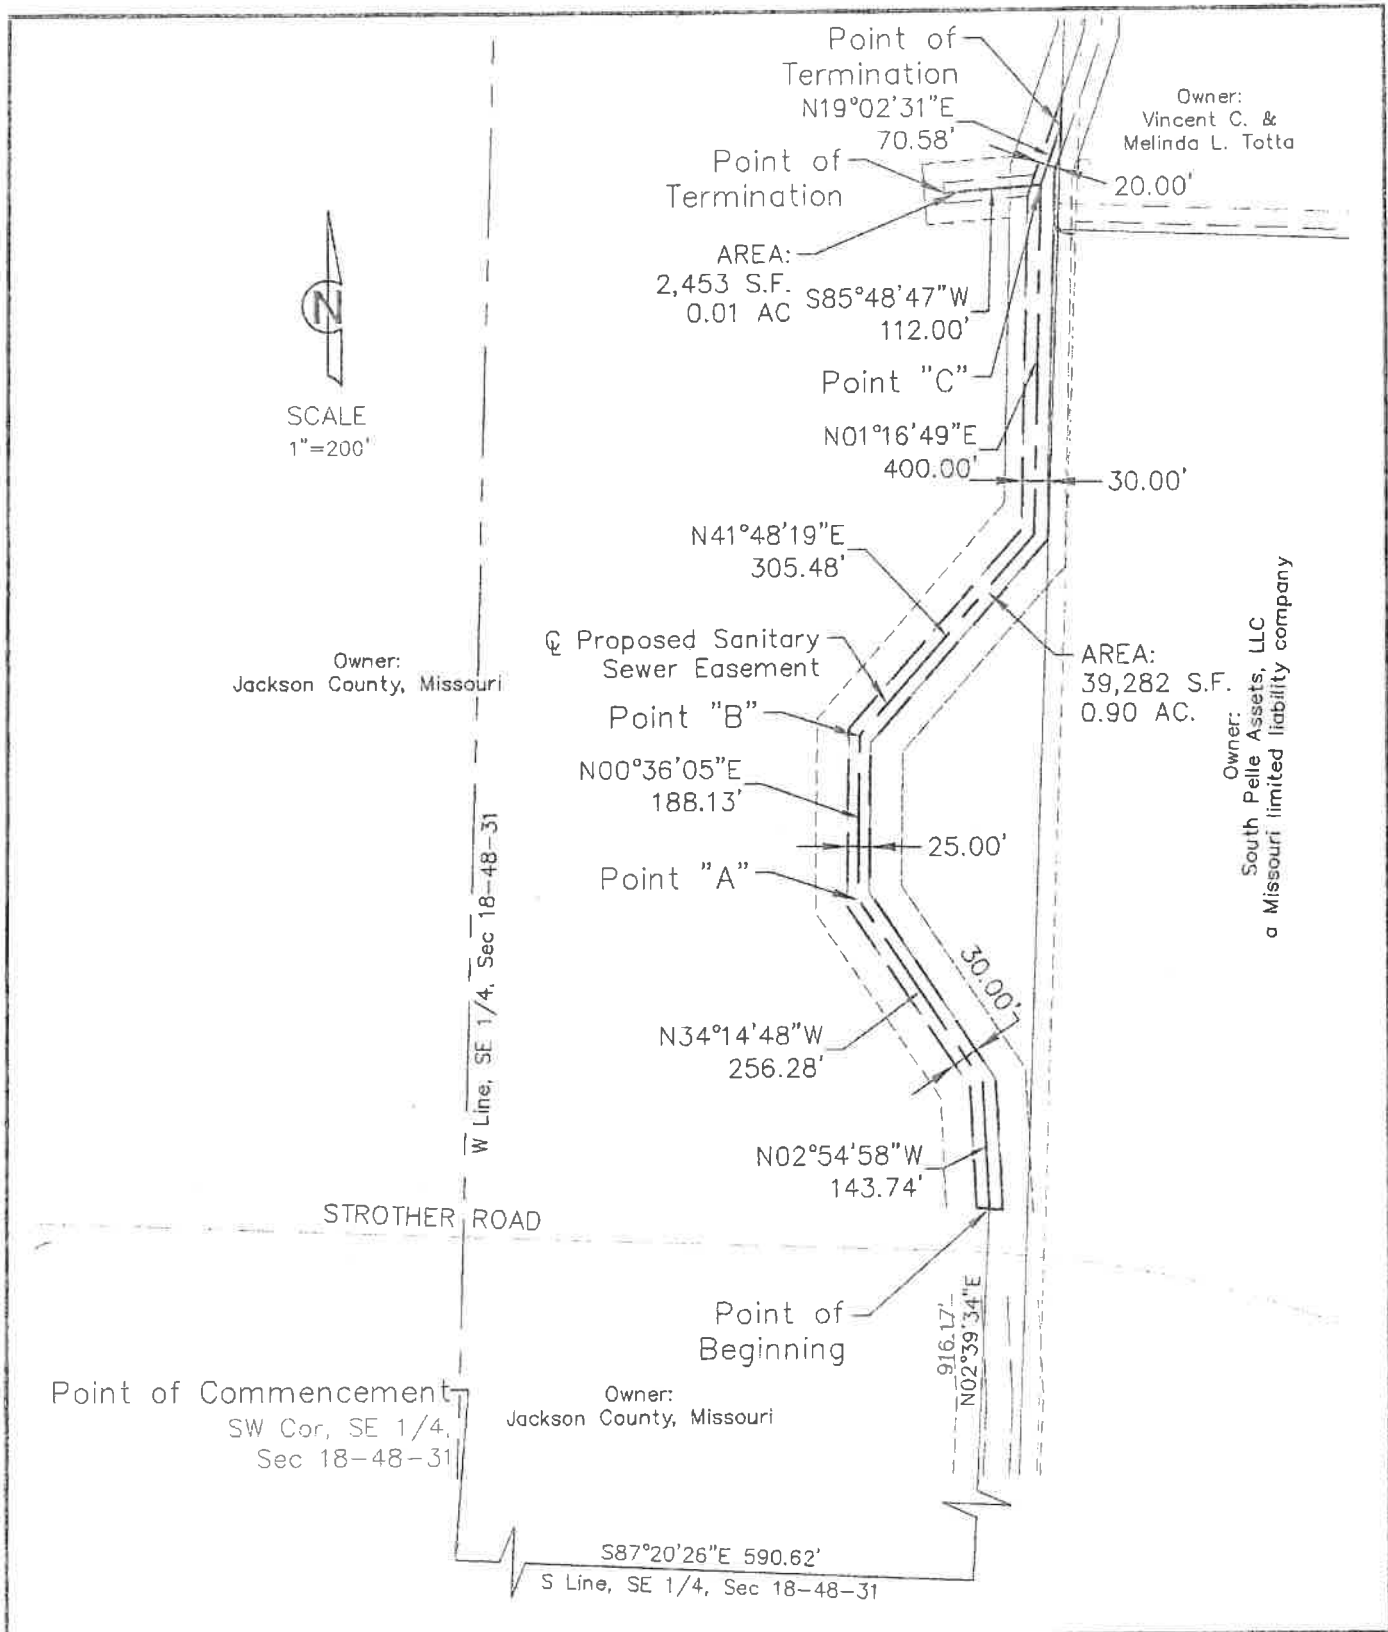 Point of
Termination
N19°02'31"E
70.58'
Owner:
Vincent C. &
Melinda L. Totta
Point of
Termination
20.00'
AREA:
2,453 S.F.
0.01 AC
S85°48'47"W
112.00'
N
SCALE
1"=200'
Point "C"
N01°16'49"E
400.00'
30.00'
N41°48'19"E
305.48'
℄ Proposed Sanitary
Sewer Easement
Owner:
Jackson County, Missouri
AREA:
39,282 S.F.
0.90 AC.
Owner:
South Pelle Assets, LLC
a Missouri limited liability company
Point "B"
N00°36'05"E
188.13'
25.00'
Point "A"
W Line, SE 1/4, Sec 18-48-31
30.00'
N34°14'48"W
256.28'
N02°54'58"W
143.74'
STROTHER ROAD
Point of
Beginning
916.17'
N02°39'34"E
Point of Commencement
SW Cor, SE 1/4,
Sec 18-48-31
Owner:
Jackson County, Missouri
S87°20'26"E 590.62'
S Line, SE 1/4, Sec 18-48-31